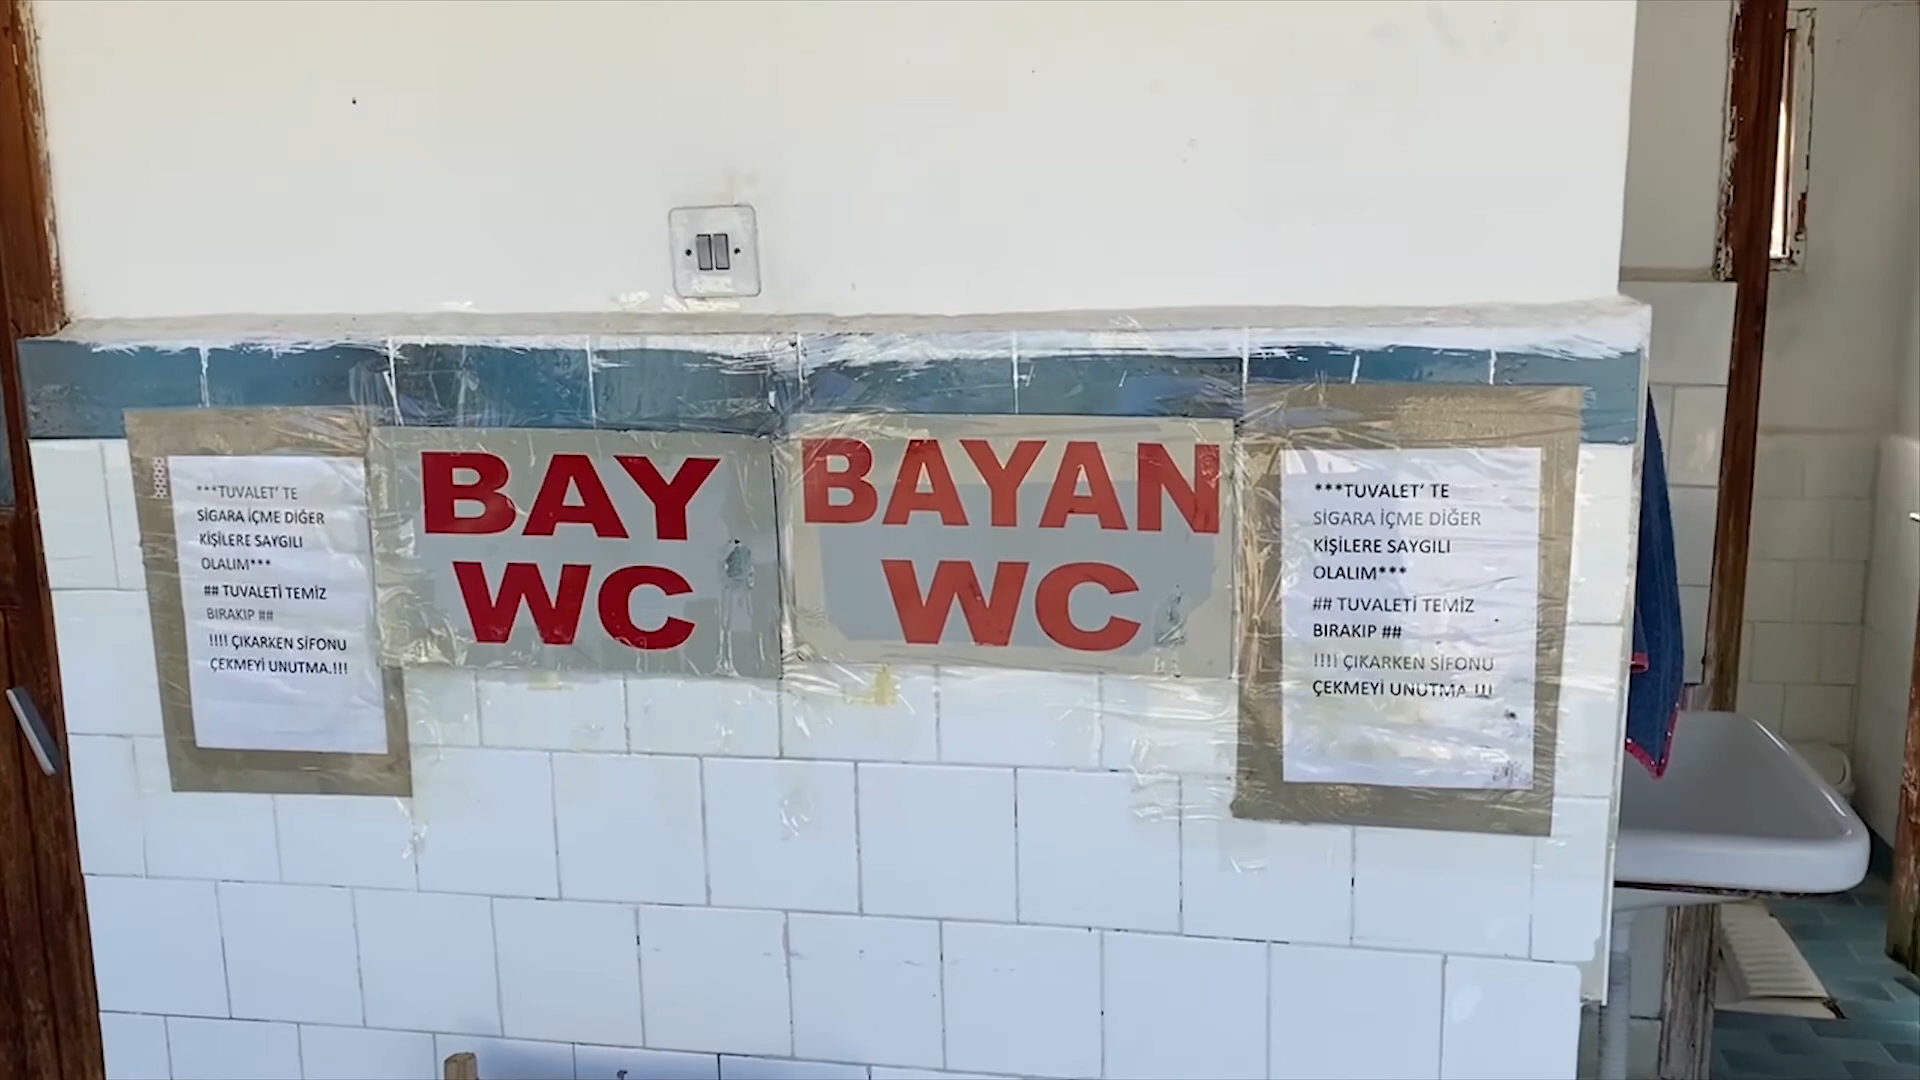 ***TUVALET' TE
SİGARA İÇME DİĞER
KİŞİLERE SAYGILI
OLALIM***
## TUVALETİ TEMİZ
BIRAKIP ##
!!!! ÇIKARKEN SİFONU
ÇEKMEYİ UNUTMA.!!!
BAY
WC
BAYAN
WC
***TUVALET' TE
SİGARA İÇME DİĞER
KİŞİLERE SAYGILI
OLALIM***
## TUVALETİ TEMİZ
BIRAKIP ##
!!!! ÇIKARKEN SİFONU
ÇEKMEYİ UNUTMA.!!!